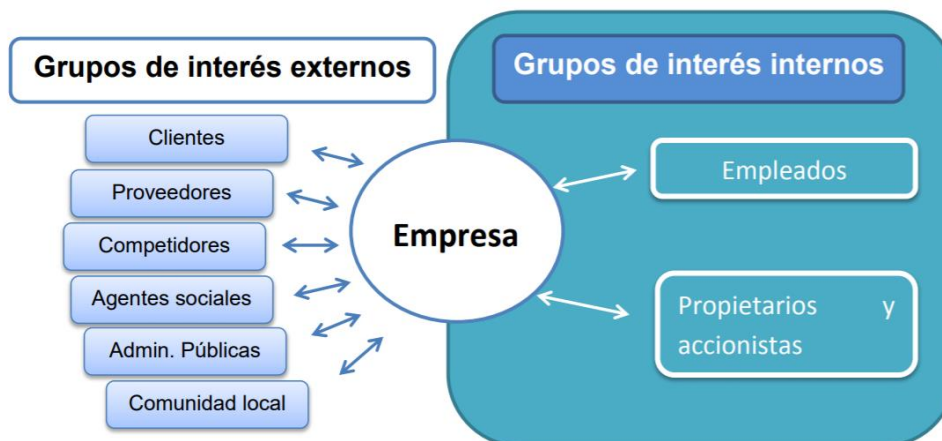 Grupos de interés externos
Clientes
Proveedores
Competidores
Agentes sociales
Admin. Públicas
Comunidad local
Empresa
Grupos de interés internos
Empleados
Propietarios y
accionistas